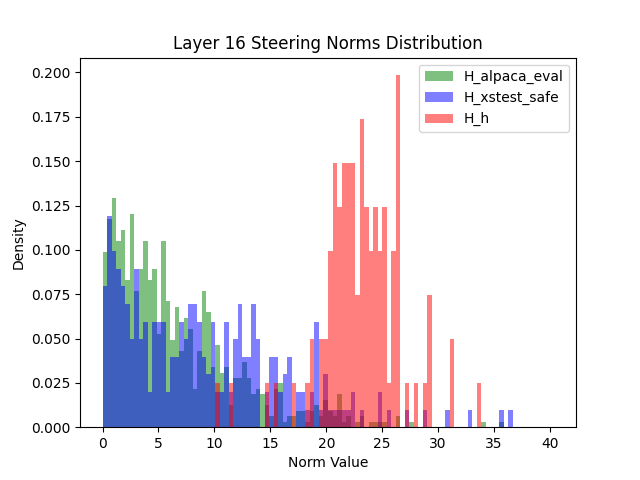 Layer 16 Steering Norms Distribution
H_alpaca_eval
H_xstest_safe
H_h
Density
0.200
0.175
0.150
0.125
0.100
0.075
0.050
0.025
0.000
0 5 10 15 20 25 30 35 40
Norm Value